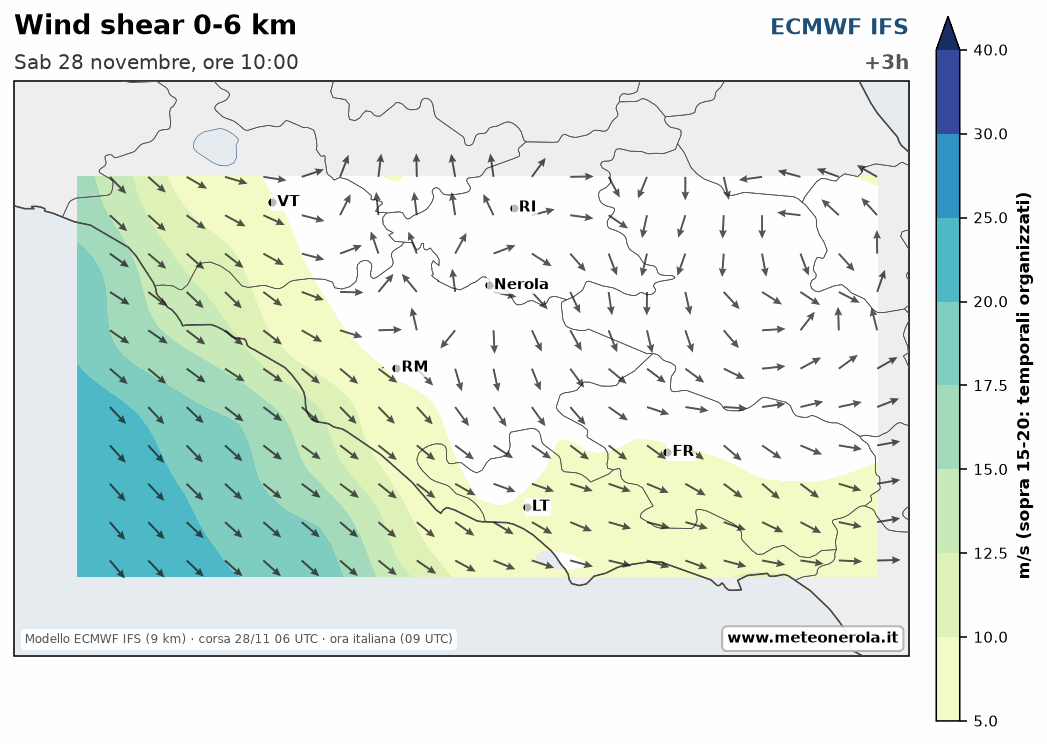 Wind shear 0-6 km
ECMWF IFS
Sab 28 novembre, ore 10:00
+3h
VT
RI
Nerola
RM
FR
LT
40.0
30.0
25.0
20.0
17.5
15.0
12.5
10.0
5.0
m/s (sopra 15-20: temporali organizzati)
Modello ECMWF IFS (9 km) · corsa 28/11 06 UTC · ora italiana (09 UTC)
www.meteonerola.it